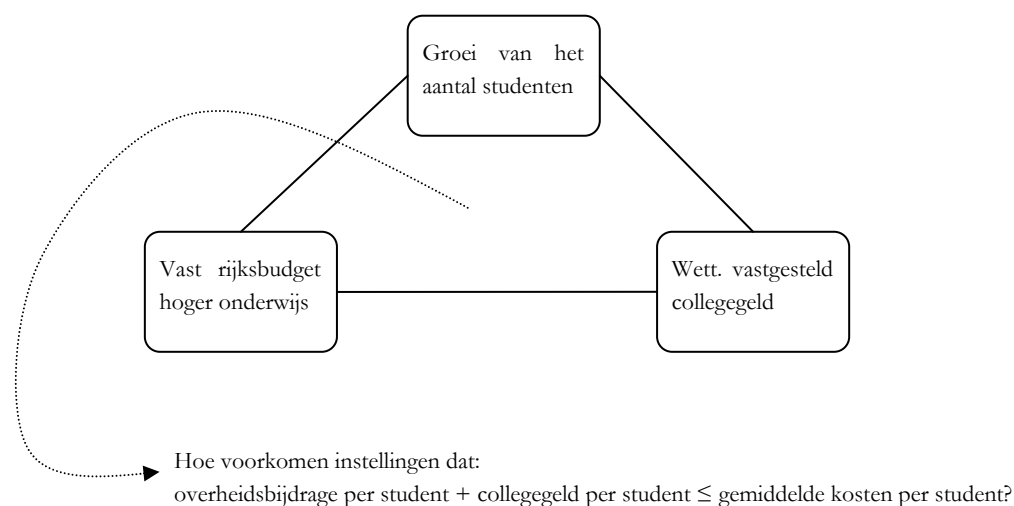 Groei van het
aantal studenten
Vast rijksbudget
hoger onderwijs
Wett. vastgesteld
collegegeld
Hoe voorkomen instellingen dat:
overheidsbijdrage per student + collegegeld per student ≤ gemiddelde kosten per student?